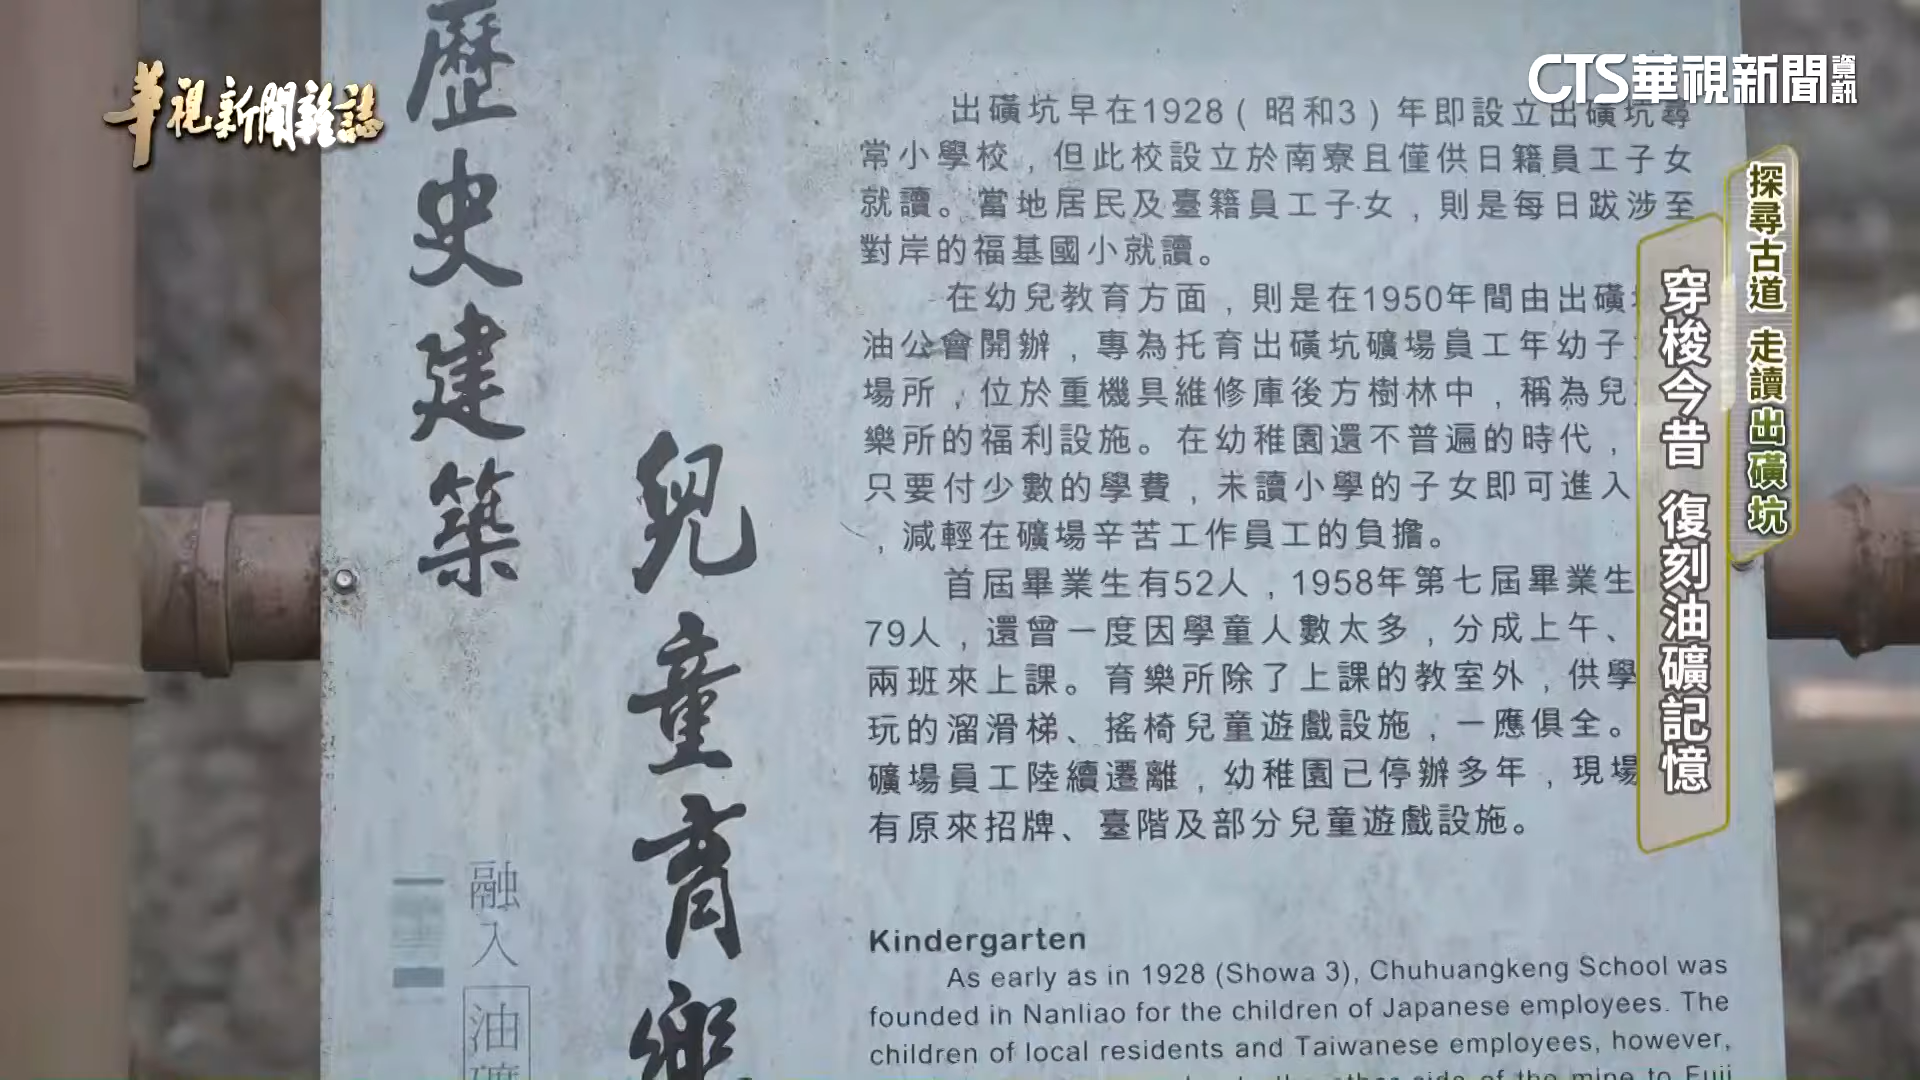 華視新聞雜誌
CTS華視新聞資訊
探尋古道 走讀出磺坑
穿梭今昔 復刻油礦記憶
歷史建築
兒童育樂
融入油礦
出磺坑早在1928(昭和3)年即設立出磺坑尋
常小學校，但此校設立於南寮且僅供日籍員工子女
就讀。當地居民及臺籍員工子女，則是每日跋涉至
對岸的福基國小就讀。
在幼兒教育方面，則是在1950年間由出磺
油公會開辦，專為托育出磺坑礦場員工年幼子
場所，位於重機具維修庫後方樹林中，稱為兒
樂所的福利設施。在幼稚園還不普遍的時代，
只要付少數的學費，未讀小學的子女即可進入
，減輕在礦場辛苦工作員工的負擔。
首屆畢業生有52人，1958年第七屆畢業生
79人，還曾一度因學童人數太多，分成上午、
兩班來上課。育樂所除了上課的教室外，供學
玩的溜滑梯、搖椅兒童遊戲設施，一應俱全。
礦場員工陸續遷離，幼稚園已停辦多年，現場
有原來招牌、臺階及部分兒童遊戲設施。
Kindergarten
As early as in 1928 (Showa 3), Chuhuangkeng School was
founded in Nanliao for the children of Japanese employees. The
children of local residents and Taiwanese employees, however,
the other side of the mine to Fuji